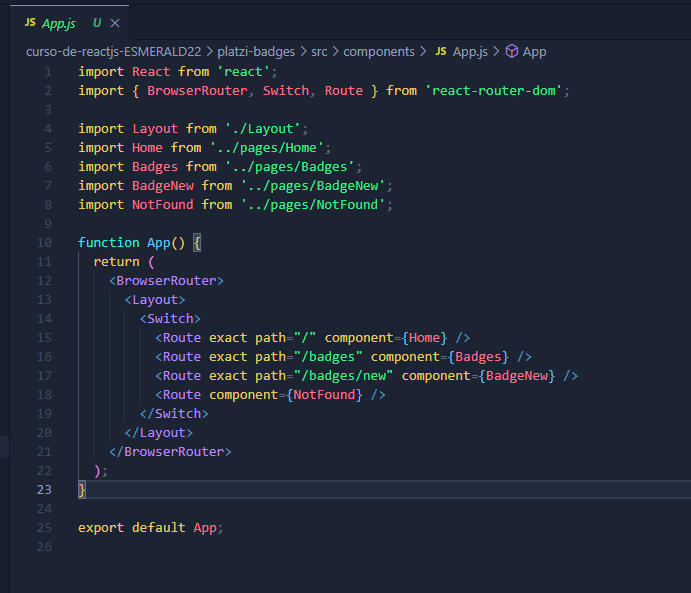 JS App.js U ×
curso-de-reactjs-ESMERALD22 > platzi-badges > src > components > JS App.js > App
1 import React from 'react';
2 import { BrowserRouter, Switch, Route } from 'react-router-dom';
3
4 import Layout from './Layout';
5 import Home from '../pages/Home';
6 import Badges from '../pages/Badges';
7 import BadgeNew from '../pages/BadgeNew';
8 import NotFound from '../pages/NotFound';
9
10 function App() {
11   return (
12     <BrowserRouter>
13       <Layout>
14         <Switch>
15           <Route exact path="/" component={Home} />
16           <Route exact path="/badges" component={Badges} />
17           <Route exact path="/badges/new" component={BadgeNew} />
18           <Route component={NotFound} />
19         </Switch>
20       </Layout>
21     </BrowserRouter>
22   );
23 }
24
25 export default App;
26